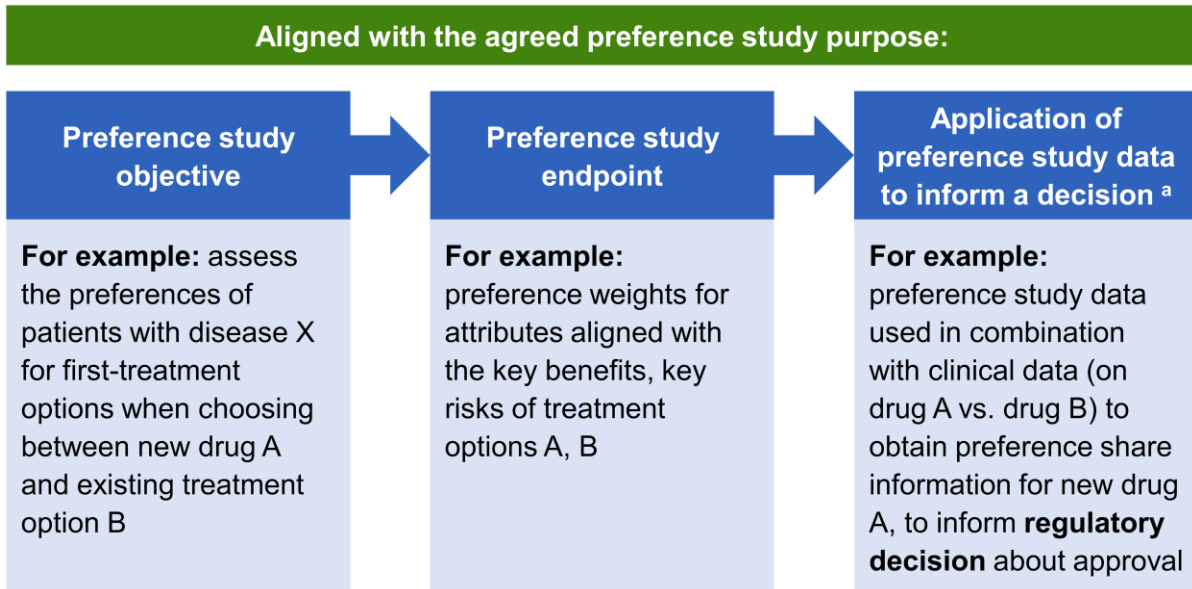 Aligned with the agreed preference study purpose:
Preference study
objective
For example: assess
the preferences of
patients with disease X
for first-treatment
options when choosing
between new drug A
and existing treatment
option B
Preference study
endpoint
For example:
preference weights for
attributes aligned with
the key benefits, key
risks of treatment
options A, B
Application of
preference study data
to inform a decision ᵃ
For example:
preference study data
used in combination
with clinical data (on
drug A vs. drug B) to
obtain preference share
information for new drug
A, to inform regulatory
decision about approval